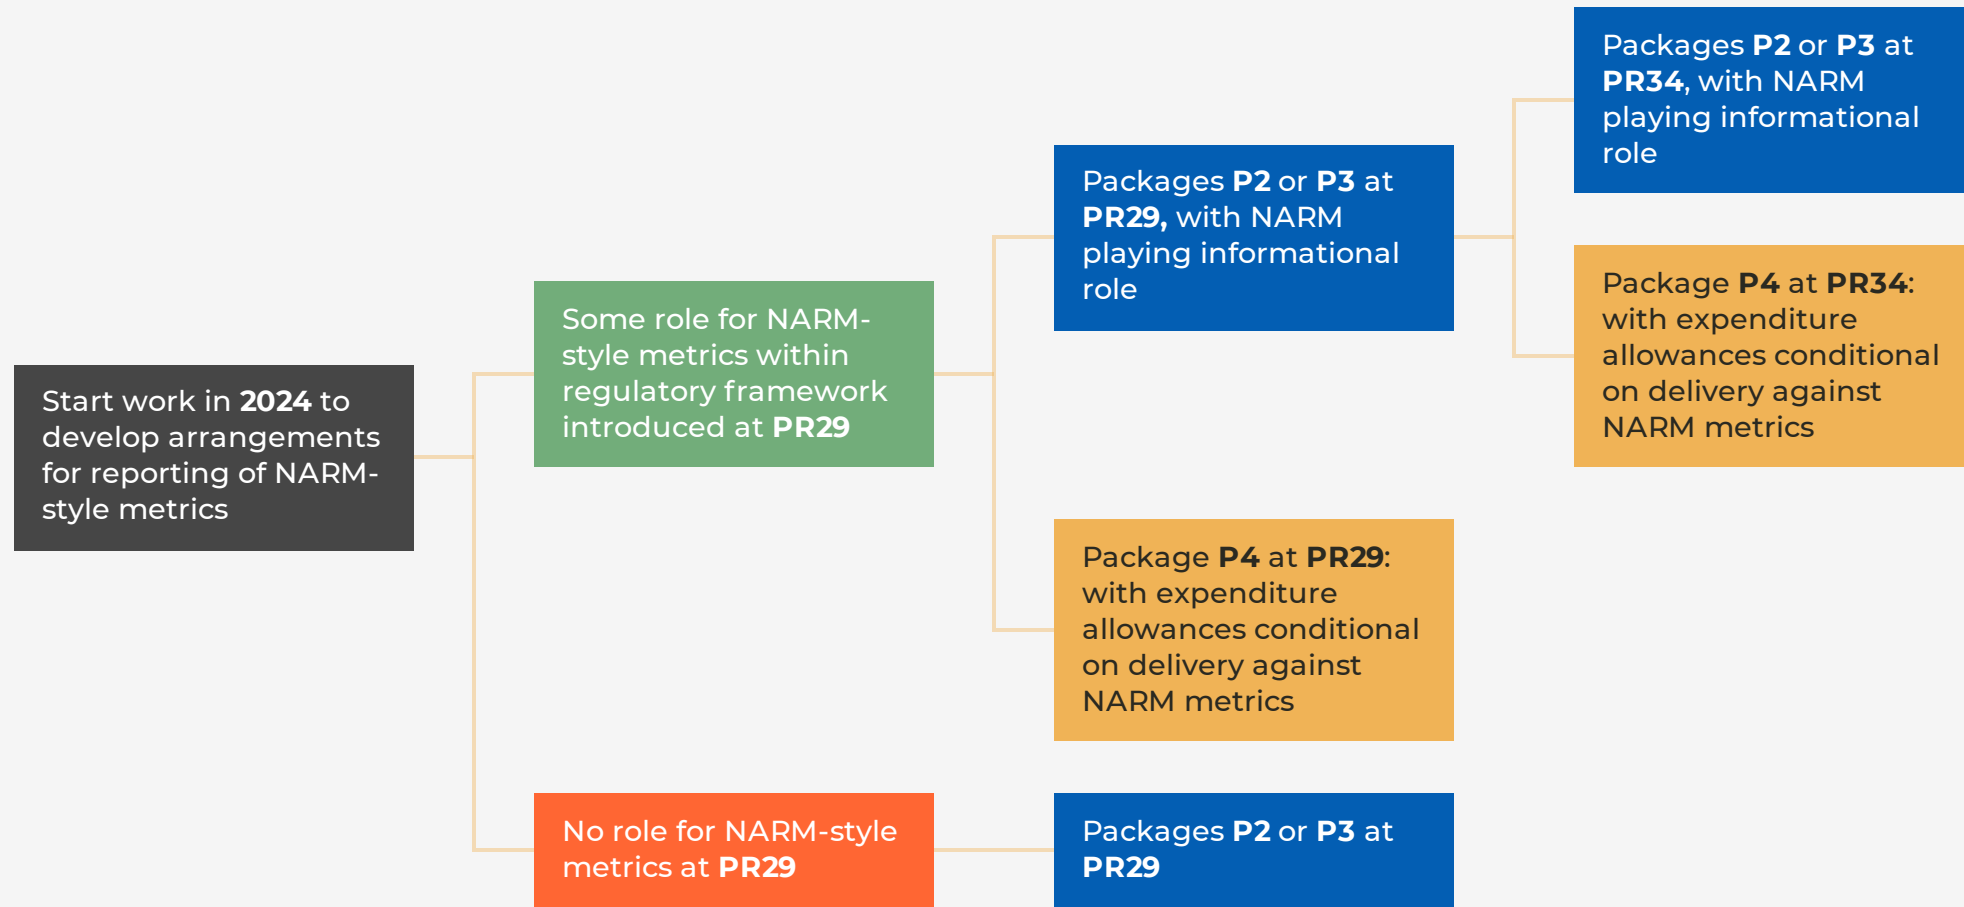 Start work in 2024 to
develop arrangements
for reporting of NARM-
style metrics
Some role for NARM-
style metrics within
regulatory framework
introduced at PR29
No role for NARM-style
metrics at PR29
Packages P2 or P3 at
PR29, with NARM
playing informational
role
Package P4 at PR29:
with expenditure
allowances conditional
on delivery against
NARM metrics
Packages P2 or P3 at
PR29
Packages P2 or P3 at
PR34, with NARM
playing informational
role
Package P4 at PR34:
with expenditure
allowances conditional
on delivery against
NARM metrics